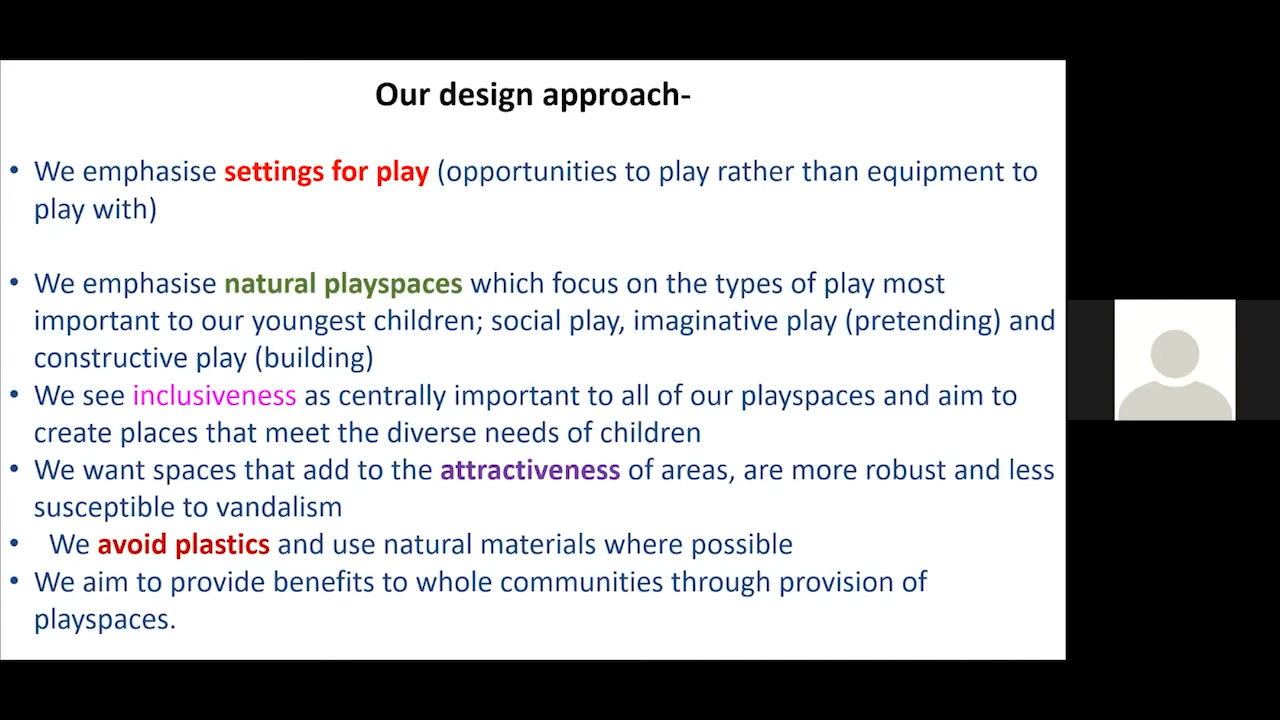 Our design approach-
• We emphasise settings for play (opportunities to play rather than equipment to
play with)
• We emphasise natural playspaces which focus on the types of play most
important to our youngest children; social play, imaginative play (pretending) and
constructive play (building)
• We see inclusiveness as centrally important to all of our playspaces and aim to
create places that meet the diverse needs of children
• We want spaces that add to the attractiveness of areas, are more robust and less
susceptible to vandalism
• We avoid plastics and use natural materials where possible
• We aim to provide benefits to whole communities through provision of
playspaces.